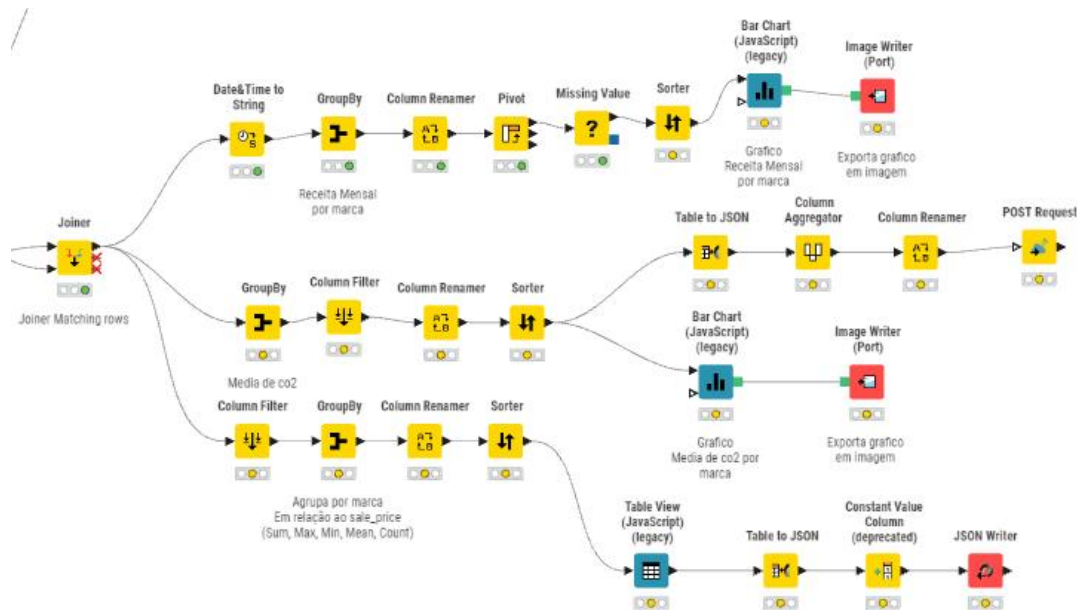 Bar Chart
(JavaScript)
(legacy)
Image Writer
(Port)
Date&Time to
String
GroupBy
Column Renamer
Pivot
Missing Value
Sorter
Grafico
Receita Mensal
por marca
Exporta grafico
em imagem
Receita Mensal
por marca
Joiner
Joiner Matching rows
Table to JSON
Column
Aggregator
Column Renamer
POST Request
GroupBy
Column Filter
Column Renamer
Sorter
Media de co2
Bar Chart
(JavaScript)
(legacy)
Image Writer
(Port)
Grafico
Media de co2 por
marca
Exporta grafico
em imagem
Column Filter
GroupBy
Column Renamer
Sorter
Agrupa por marca
Em relação ao sale_price
(Sum, Max, Min, Mean, Count)
Table View
(JavaScript)
(legacy)
Table to JSON
Constant Value
Column
(deprecated)
JSON Writer